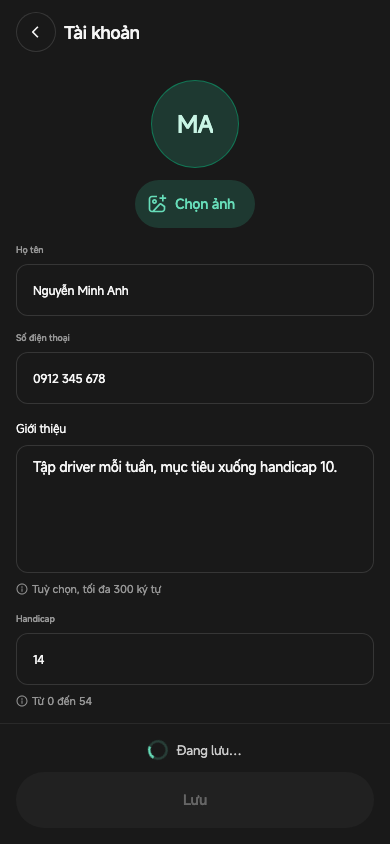 Tài khoản
MA
Chọn ảnh
Họ tên
Nguyễn Minh Anh
Số điện thoại
0912 345 678
Giới thiệu
Tập driver mỗi tuần, mục tiêu xuống handicap 10.
Tuỳ chọn, tối đa 300 ký tự
Handicap
14
Từ 0 đến 54
Đang lưu...
Lưu